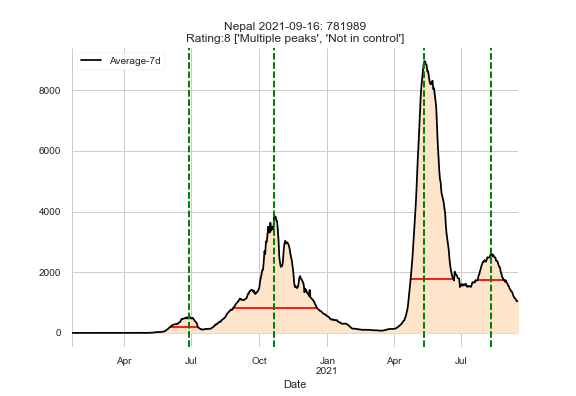 Nepal 2021-09-16: 781989
Rating:8 ['Multiple peaks', 'Not in control']
Average-7d
8000
6000
4000
2000
0
Apr
Jul
Oct
Jan
2021
Apr
Jul
Date